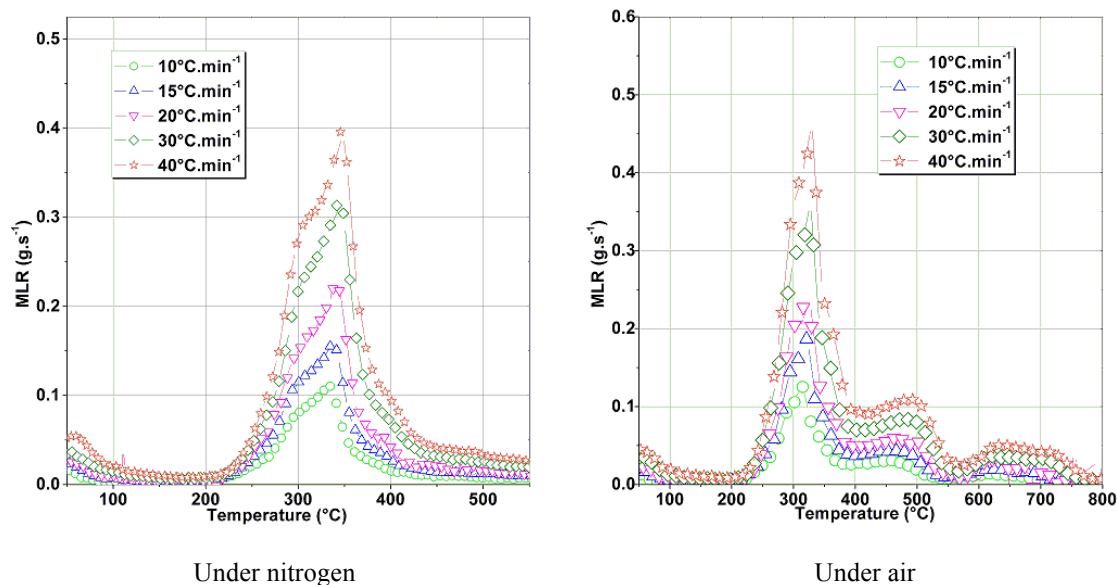 0.5
0.4
0.3
0.2
0.1
0.0
MLR (g.s⁻¹)
10°C.min⁻¹
15°C.min⁻¹
20°C.min⁻¹
30°C.min⁻¹
40°C.min⁻¹
100 200 300 400 500
Temperature (°C)
Under nitrogen
0.6
0.5
0.4
0.3
0.2
0.1
0.0
MLR (g.s⁻¹)
10°C.min⁻¹
15°C.min⁻¹
20°C.min⁻¹
30°C.min⁻¹
40°C.min⁻¹
100 200 300 400 500 600 700 800
Temperature (°C)
Under air